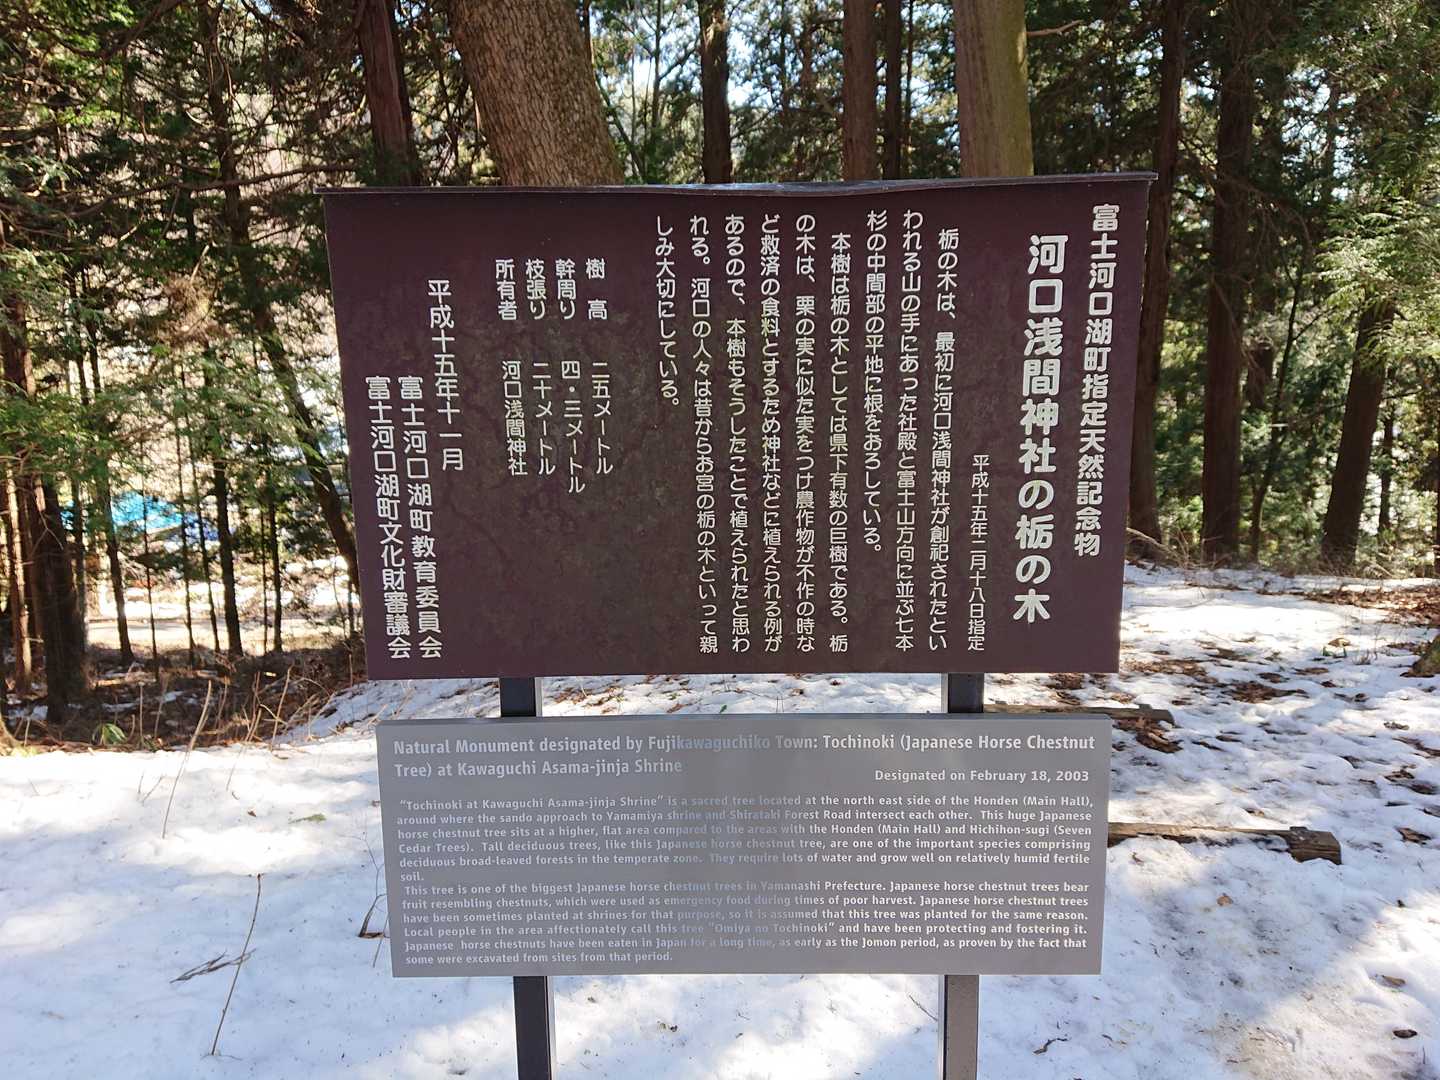 富士河口湖町指定天然記念物
河口浅間神社の栃の木
平成十五年二月十八日指定
栃の木は、最初に河口浅間神社が創祀されたとい
われる山の手にあった社殿と富士山方向に並ぶ七本
杉の中間部の平地に根をおろしている。
本樹は栃の木としては県下有数の巨樹である。栃
の木は、栗の実に似た実をつけ農作物が不作の時な
ど救済の食料とするため神社などに植えられる例が
あるので、本樹もそうしたことで植えられたと思わ
れる。河口の人々は昔からお宮の栃の木といって親
しみ大切にしている。
樹高 二五メートル
幹周り 四・三メートル
枝張り 二十メートル
所有者 河口浅間神社
平成十五年十一月
富士河口湖町教育委員会
富士河口湖町文化財審議会
Natural Monument designated by Fujikawaguchiko Town: Tochinoki (Japanese Horse Chestnut
Tree) at Kawaguchi Asama-jinja Shrine
Designated on February 18, 2003
"Tochinoki at Kawaguchi Asama-jinja Shrine" is a sacred tree located at the north east side of the Honden (Main Hall),
around where the sando approach to Yamamiya shrine and Shirataki Forest Road intersect each other. This huge Japanese
horse chestnut tree sits at a higher, flat area compared to the areas with the Honden (Main Hall) and Hichihon-sugi (Seven
Cedar Trees). Tall deciduous trees, like this Japanese horse chestnut tree, are one of the important species comprising
deciduous broad-leaved forests in the temperate zone. They require lots of water and grow well on relatively humid fertile
soil.
This tree is one of the biggest Japanese horse chestnut trees in Yamanashi Prefecture. Japanese horse chestnut trees bear
fruit resembling chestnuts, which were used as emergency food during times of poor harvest. Japanese horse chestnut trees
have been sometimes planted at shrines for that purpose, so it is assumed that this tree was planted for the same reason.
Local people in the area affectionately call this tree "Omiya no Tochinoki" and have been protecting and fostering it.
Japanese horse chestnuts have been eaten in Japan for a long time, as early as the Jomon period, as proven by the fact that
some were excavated from sites from that period.